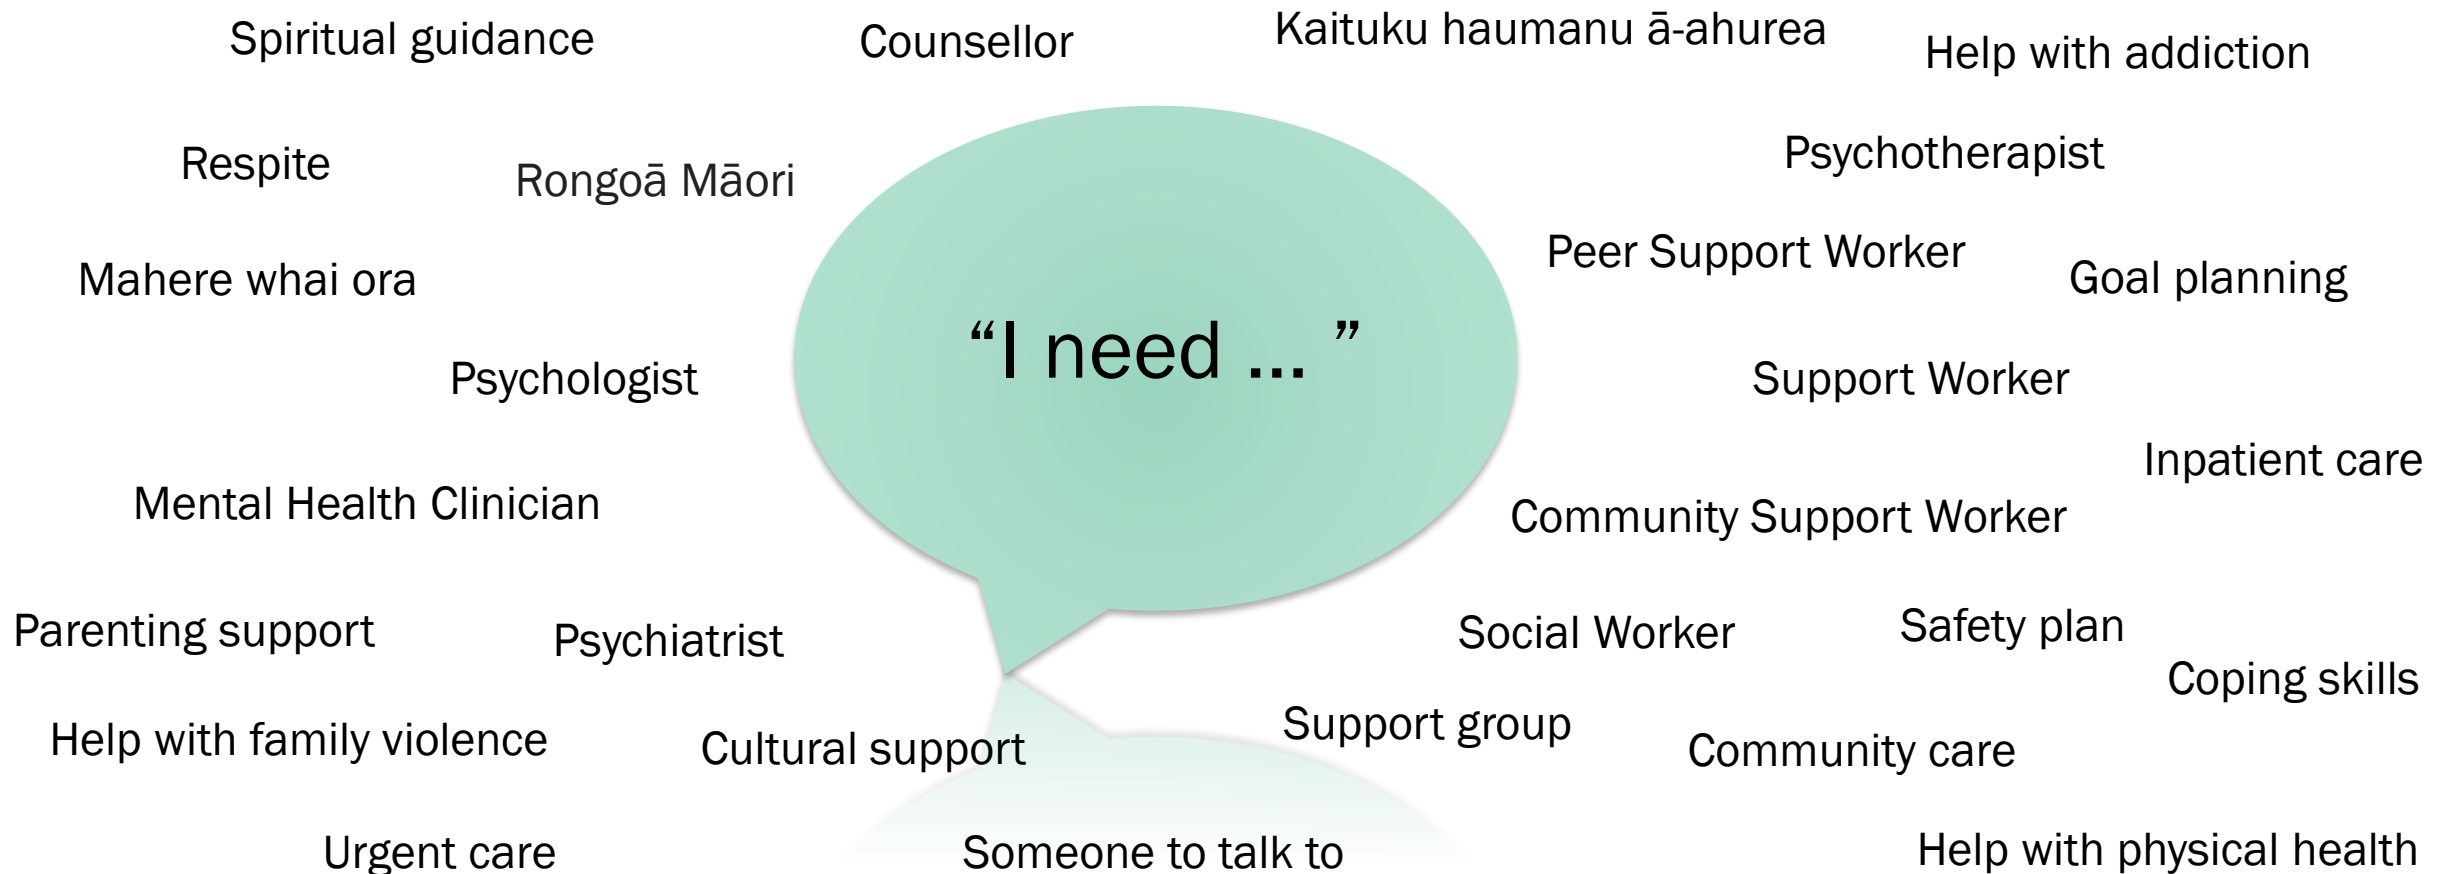 Spiritual guidance
Counsellor
Kaituku haumanu ā-ahurea
Help with addiction
Respite
Rongoā Māori
Psychotherapist
Mahere whai ora
Peer Support Worker
Goal planning
“I need ... ”
Psychologist
Support Worker
Inpatient care
Mental Health Clinician
Community Support Worker
Parenting support
Psychiatrist
Social Worker
Safety plan
Coping skills
Help with family violence
Cultural support
Support group
Community care
Urgent care
Someone to talk to
Help with physical health